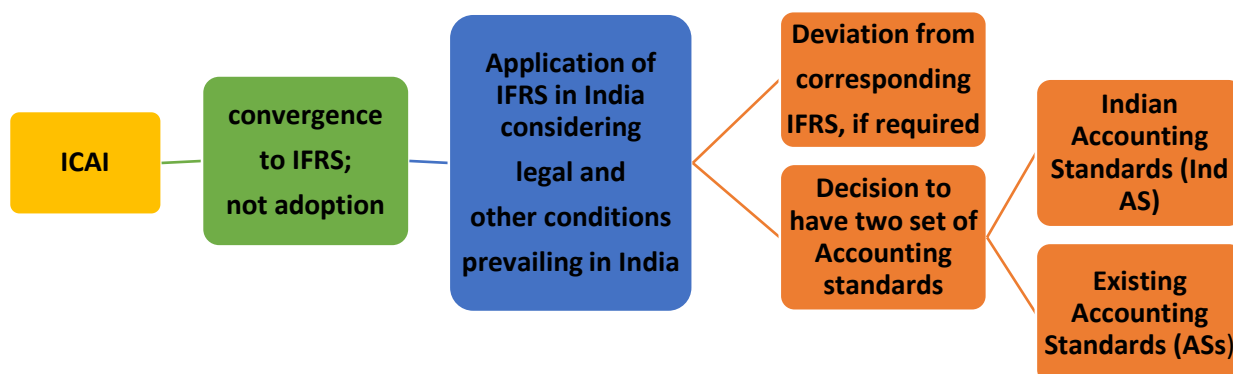 ICAI
convergence
to IFRS;
not adoption
Application of
IFRS in India
considering
legal and
other conditions
prevailing in India
Deviation from
corresponding
IFRS, if required
Decision to
have two set of
Accounting
standards
Indian
Accounting
Standards (Ind
AS)
Existing
Accounting
Standards (ASs)